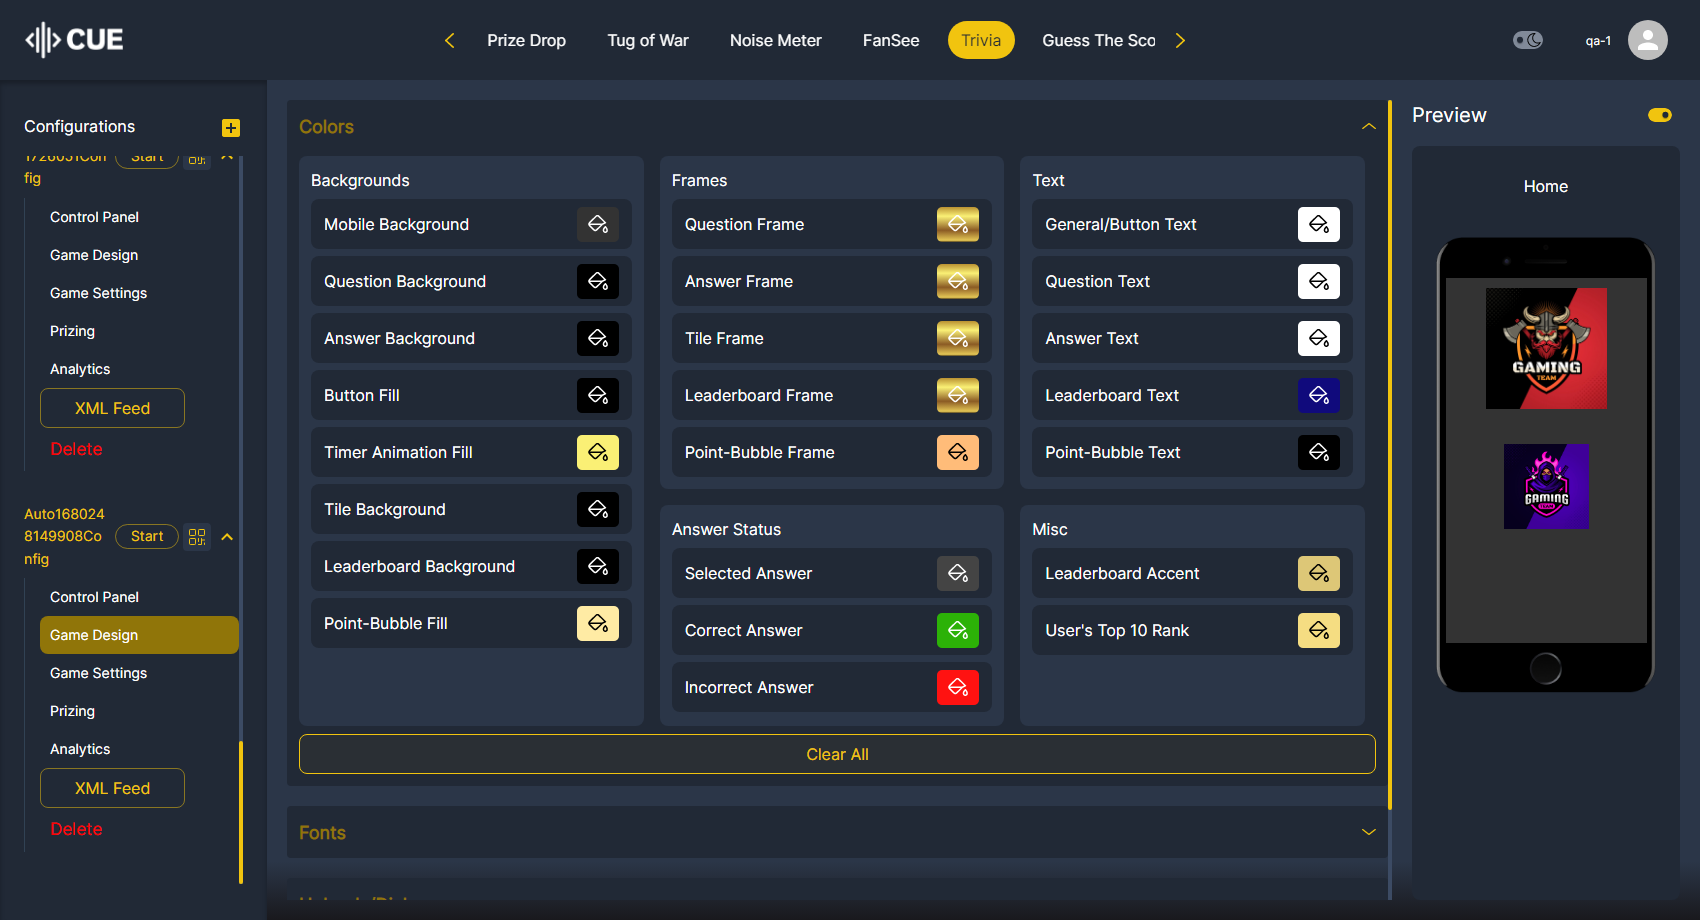 CUE
Prize Drop
Tug of War
Noise Meter
FanSee
Trivia
Guess The Sco
qa-1
Configurations
1726051Con
fig
Start
Control Panel
Game Design
Game Settings
Prizing
Analytics
XML Feed
Delete
Auto168024
8149908Co
nfig
Start
Control Panel
Game Design
Game Settings
Prizing
Analytics
XML Feed
Delete
Colors
Backgrounds
Mobile Background
Question Background
Answer Background
Button Fill
Timer Animation Fill
Tile Background
Leaderboard Background
Point-Bubble Fill
Frames
Question Frame
Answer Frame
Tile Frame
Leaderboard Frame
Point-Bubble Frame
Text
General/Button Text
Question Text
Answer Text
Leaderboard Text
Point-Bubble Text
Answer Status
Selected Answer
Correct Answer
Incorrect Answer
Misc
Leaderboard Accent
User's Top 10 Rank
Clear All
Fonts
Preview
Home
GAMING
TEAM
GAMING
TEAM